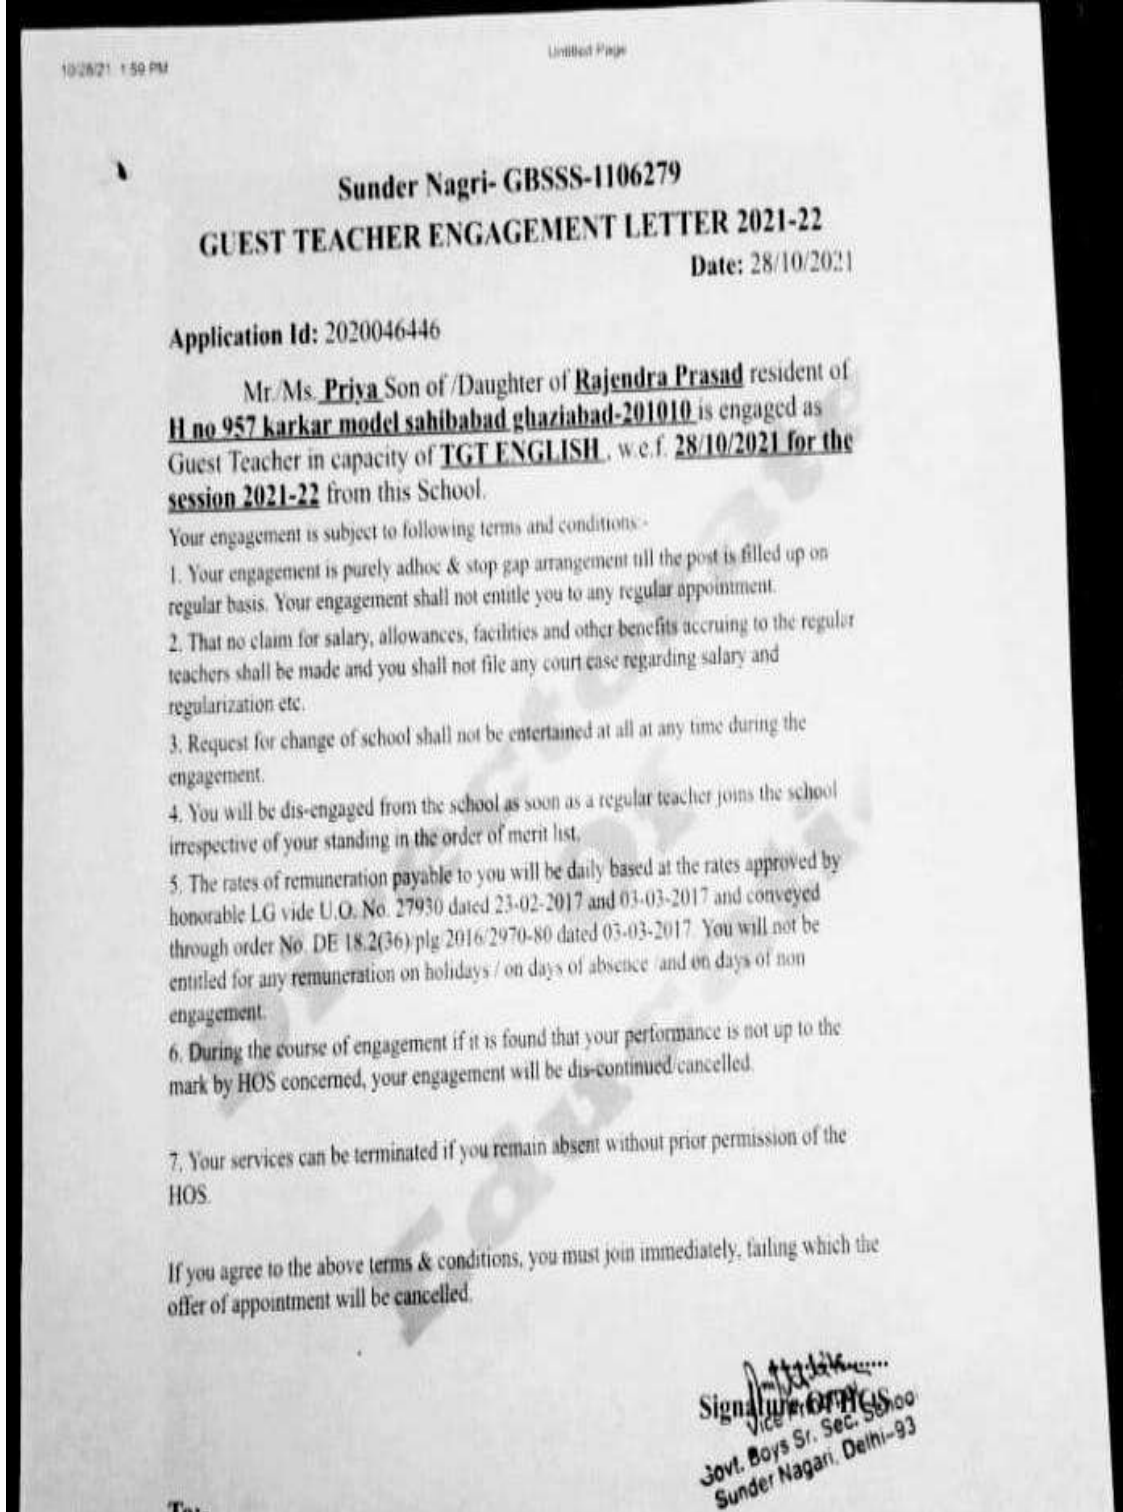 10/28/21, 1:59 PM
Untitled Page
Sunder Nagri- GBSSS-1106279
GUEST TEACHER ENGAGEMENT LETTER 2021-22
Date: 28/10/2021
Application Id: 2020046446
Mr./Ms. Priya Son of /Daughter of Rajendra Prasad resident of
H no 957 karkar model sahibabad ghaziabad-201010 is engaged as
Guest Teacher in capacity of TGT ENGLISH , w.e.f. 28/10/2021 for the
session 2021-22 from this School.
Your engagement is subject to following terms and conditions:-
1. Your engagement is purely adhoc & stop gap arrangement till the post is filled up on
regular basis. Your engagement shall not entitle you to any regular appointment.
2. That no claim for salary, allowances, facilities and other benefits accruing to the regular
teachers shall be made and you shall not file any court case regarding salary and
regularization etc.
3. Request for change of school shall not be entertained at all at any time during the
engagement.
4. You will be dis-engaged from the school as soon as a regular teacher joins the school
irrespective of your standing in the order of merit list.
5. The rates of remuneration payable to you will be daily based at the rates approved by
honorable LG vide U.O. No. 27930 dated 23-02-2017 and 03-03-2017 and conveyed
through order No. DE 18.2(36)/plg/2016/2970-80 dated 03-03-2017. You will not be
entitled for any remuneration on holidays / on days of absence /and on days of non
engagement.
6. During the course of engagement if it is found that your performance is not up to the
mark by HOS concerned, your engagement will be dis-continued/cancelled.
7. Your services can be terminated if you remain absent without prior permission of the
HOS.
If you agree to the above terms & conditions, you must join immediately, failing which the
offer of appointment will be cancelled.
Signature Of HOS
Govt. Boys Sr. Sec. Schoo
Sunder Nagari, Delhi-93
To:
Directorate
Of
Educati